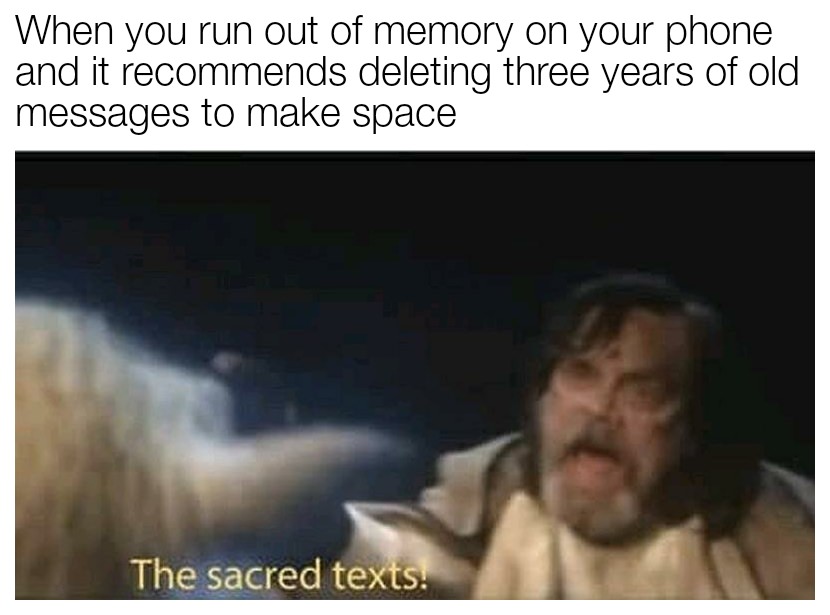 When you run out of memory on your phone
and it recommends deleting three years of old
messages to make space
The sacred texts!